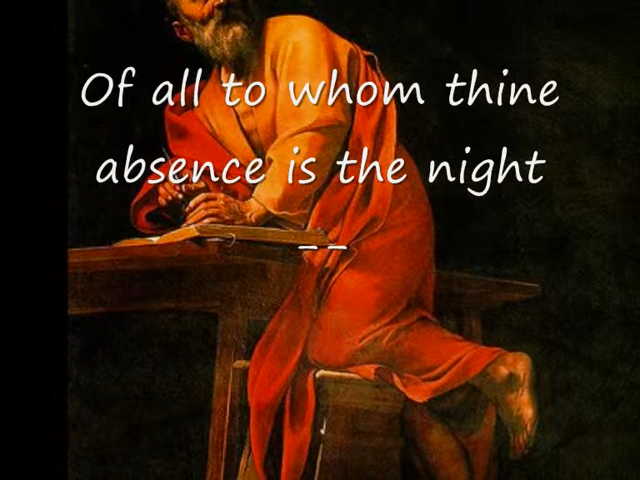 Of all to whom thine
absence is the night
--